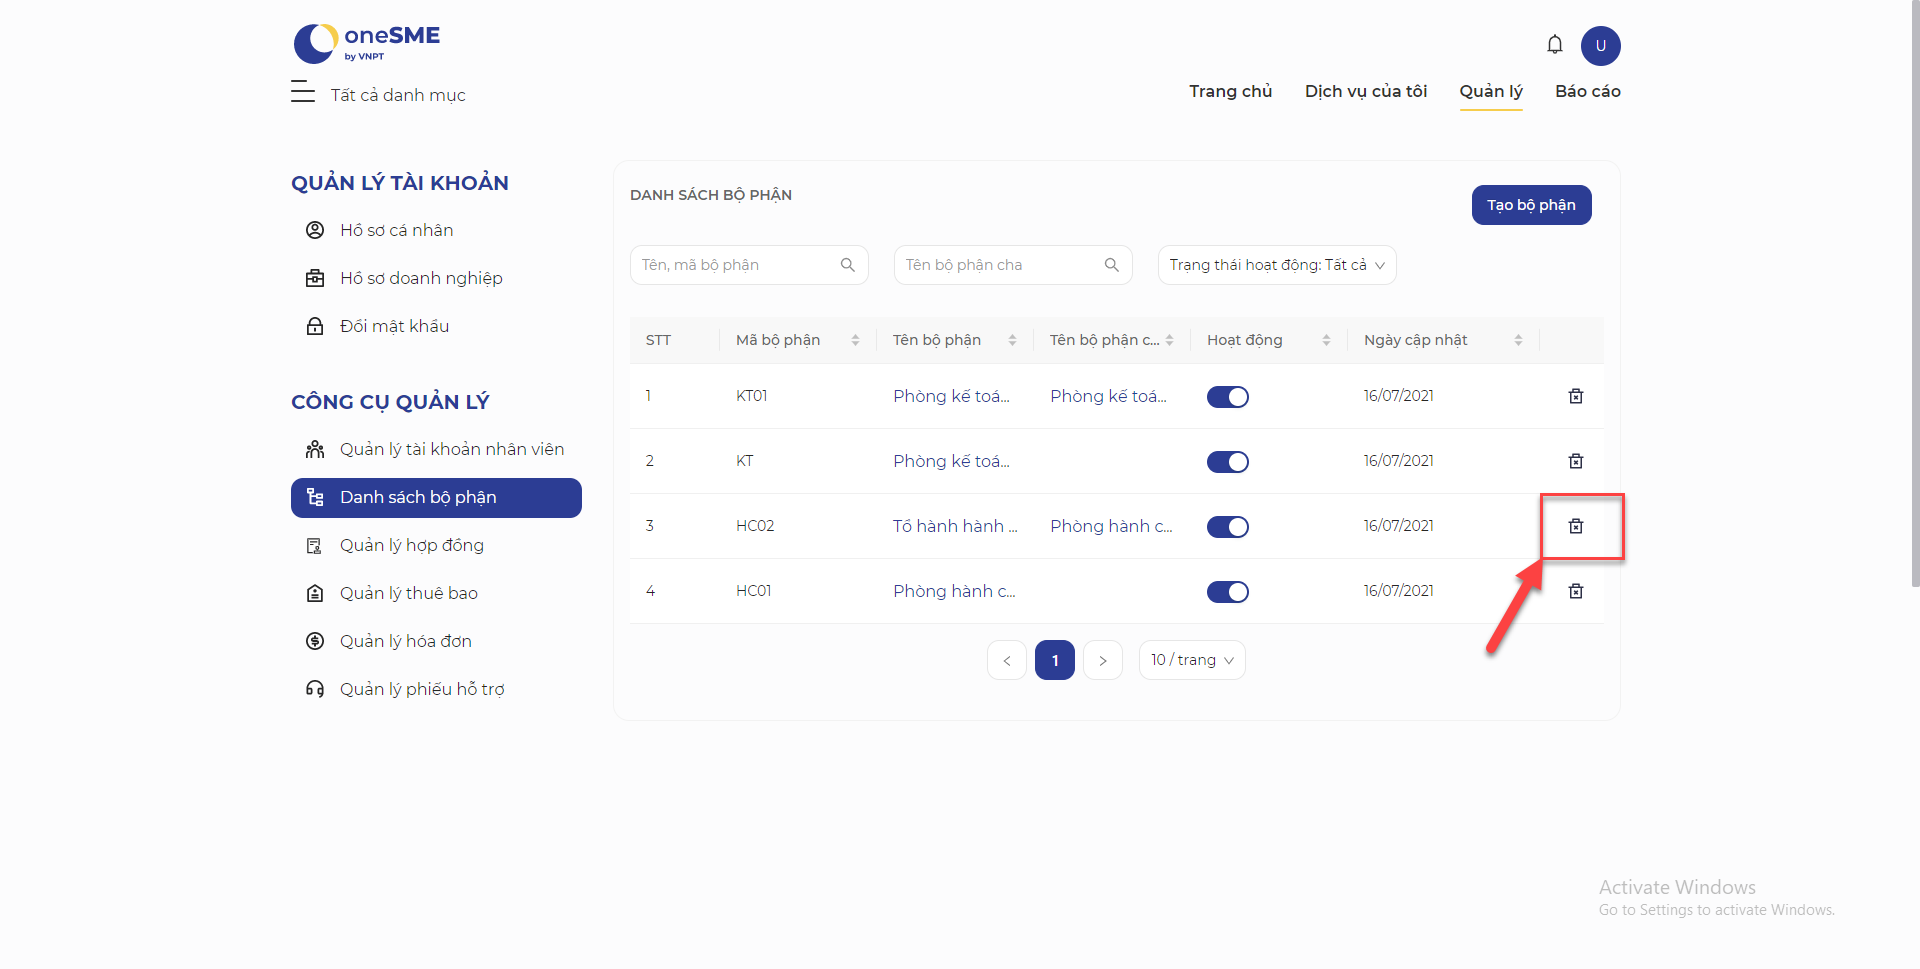 oneSME
by VNPT
U
Tất cả danh mục
Trang chủ
Dịch vụ của tôi
Quản lý
Báo cáo
QUẢN LÝ TÀI KHOẢN
Hồ sơ cá nhân
Hồ sơ doanh nghiệp
Đổi mật khẩu
CÔNG CỤ QUẢN LÝ
Quản lý tài khoản nhân viên
Danh sách bộ phận
Quản lý hợp đồng
Quản lý thuê bao
Quản lý hóa đơn
Quản lý phiếu hỗ trợ
DANH SÁCH BỘ PHẬN
Tạo bộ phận
Tên, mã bộ phận
Tên bộ phận cha
Trạng thái hoạt động: Tất cả
STT Mã bộ phận Tên bộ phận Tên bộ phận c... Hoạt động Ngày cập nhật
1 KT01 Phòng kế toá... Phòng kế toá... 16/07/2021
2 KT Phòng kế toá... 16/07/2021
3 HC02 Tổ hành hành ... Phòng hành c... 16/07/2021
4 HC01 Phòng hành c... 16/07/2021
< 1 > 10 / trang
Activate Windows
Go to Settings to activate Windows.